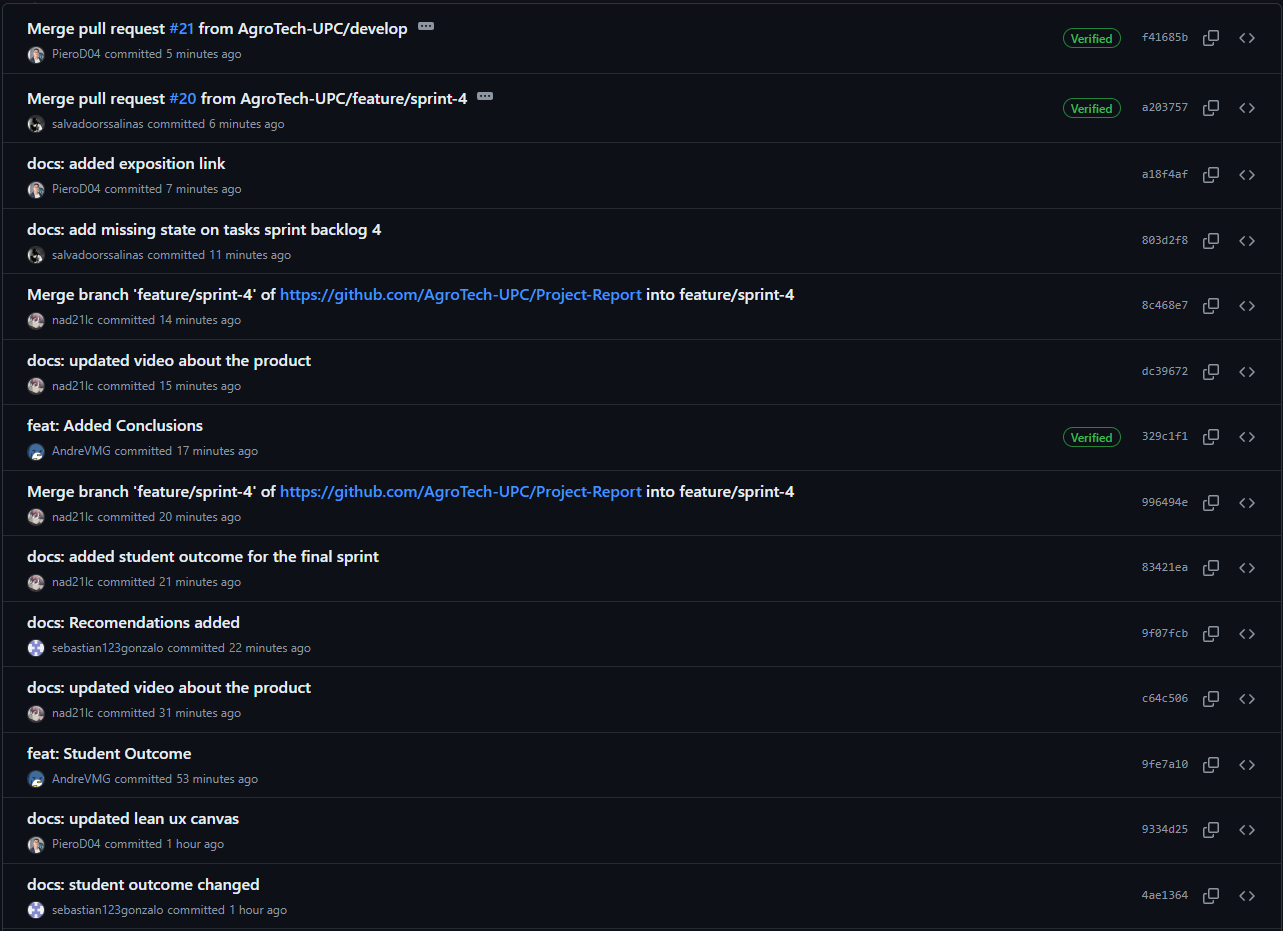 Merge pull request #21 from AgroTech-UPC/develop
Verified
f41685b
PieroD04 committed 5 minutes ago
Merge pull request #20 from AgroTech-UPC/feature/sprint-4
Verified
a203757
salvadoorssalinas committed 6 minutes ago
docs: added exposition link
a18f4af
PieroD04 committed 7 minutes ago
docs: add missing state on tasks sprint backlog 4
803d2f8
salvadoorssalinas committed 11 minutes ago
Merge branch 'feature/sprint-4' of https://github.com/AgroTech-UPC/Project-Report into feature/sprint-4
8c468e7
nad21lc committed 14 minutes ago
docs: updated video about the product
dc39672
nad21lc committed 15 minutes ago
feat: Added Conclusions
Verified
329c1f1
AndreVMG committed 17 minutes ago
Merge branch 'feature/sprint-4' of https://github.com/AgroTech-UPC/Project-Report into feature/sprint-4
996494e
nad21lc committed 20 minutes ago
docs: added student outcome for the final sprint
83421ea
nad21lc committed 21 minutes ago
docs: Recomendations added
9f07fcb
sebastian123gonzalo committed 22 minutes ago
docs: updated video about the product
c64c506
nad21lc committed 31 minutes ago
feat: Student Outcome
9fe7a10
AndreVMG committed 53 minutes ago
docs: updated lean ux canvas
9334d25
PieroD04 committed 1 hour ago
docs: student outcome changed
4ae1364
sebastian123gonzalo committed 1 hour ago